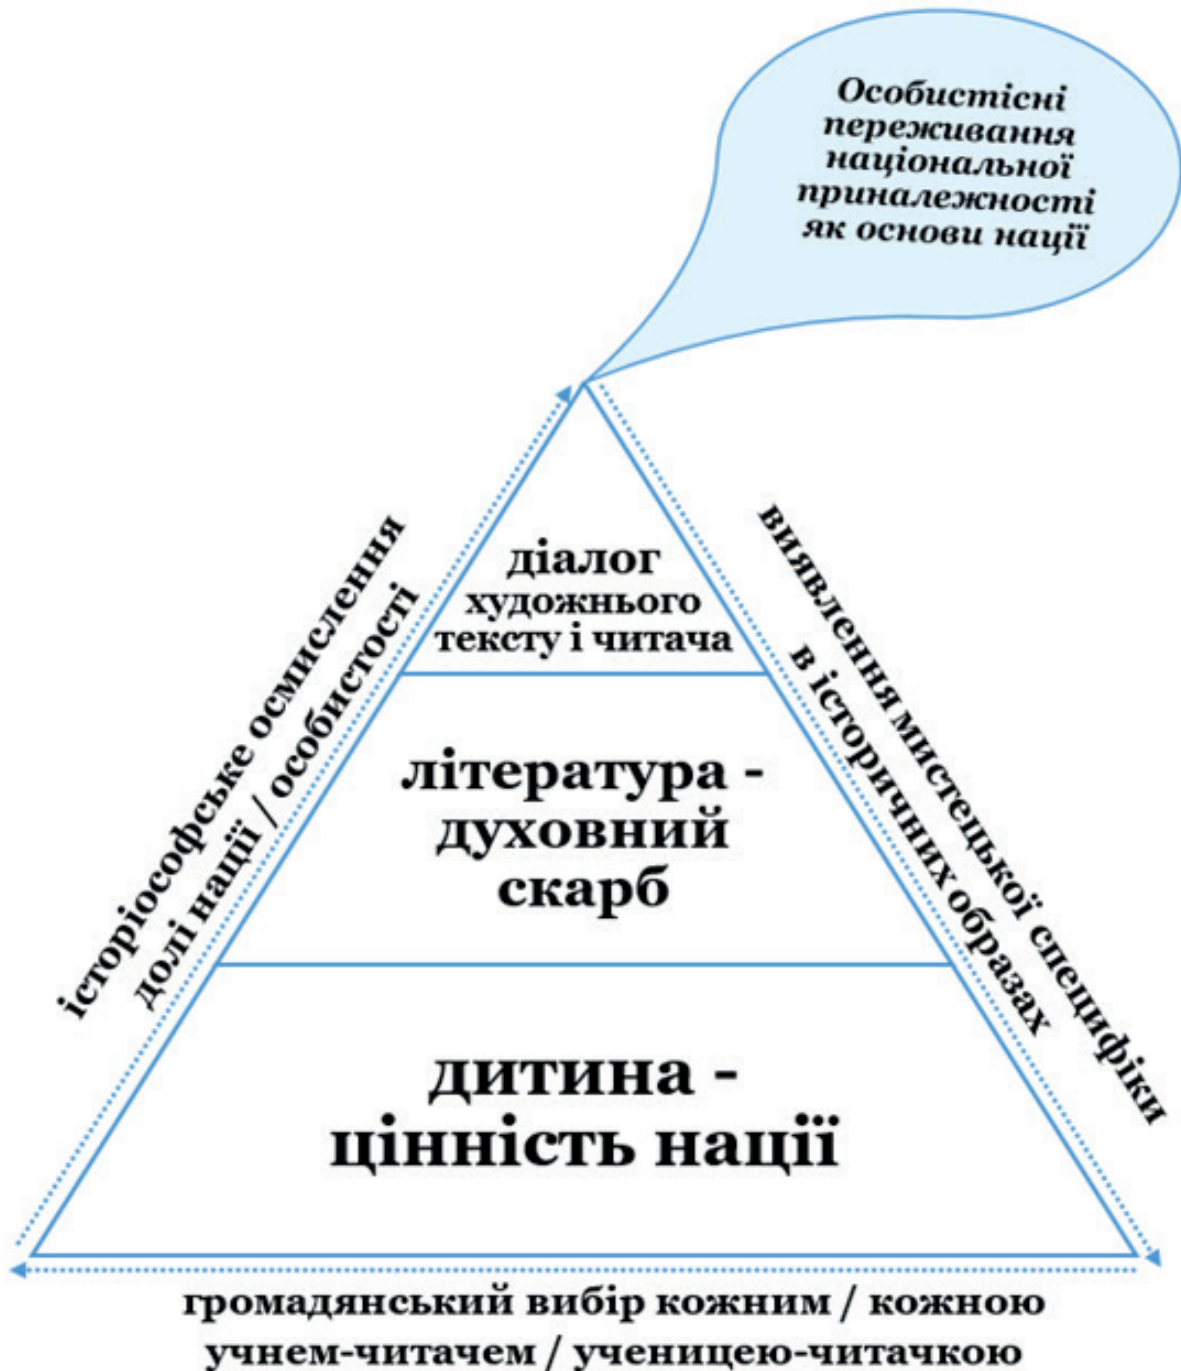 Особистісні
переживання
національної
приналежності
як основи нації
історіософське осмислення
долі нації / особистості
діалог
художнього
тексту і читача
література -
духовний
скарб
дитина -
цінність нації
виявлення мистецької специфіки
в історичних образах
громадянський вибір кожним / кожною
учнем-читачем / ученицею-читачкою